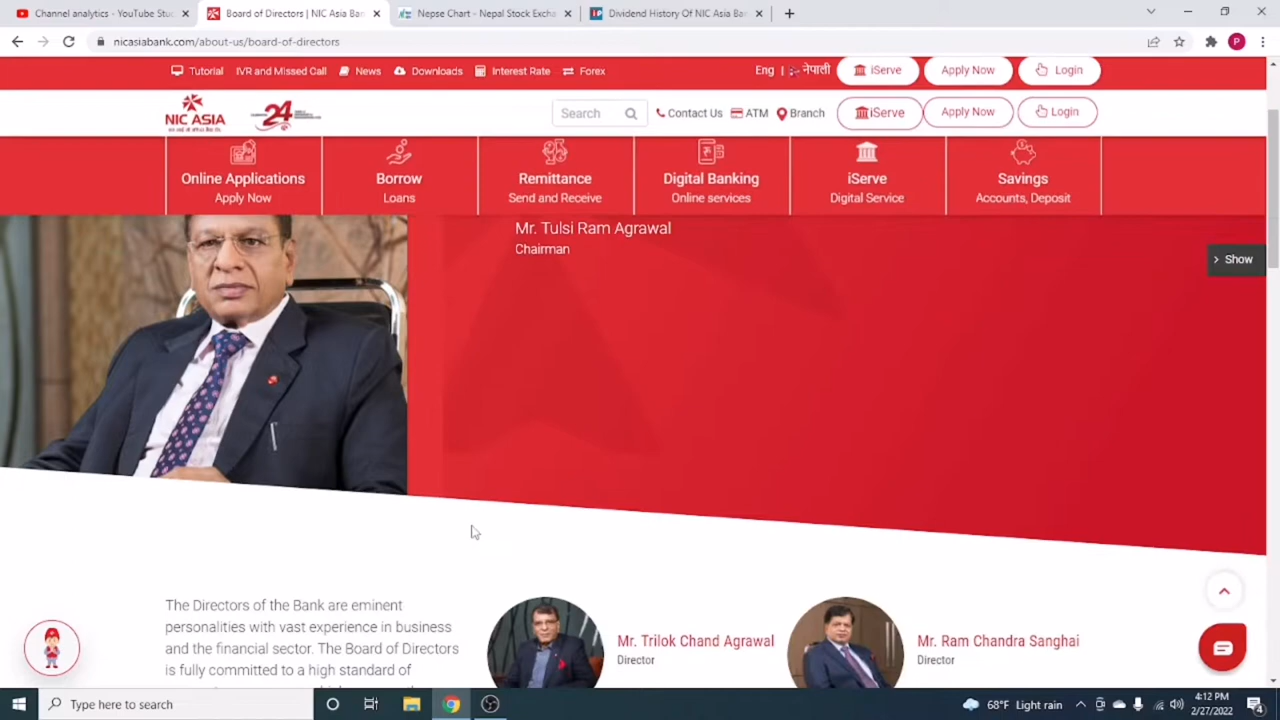 Channel analytics - YouTube Stu
Board of Directors | NIC Asia Ban
Nepse Chart - Nepal Stock Excha
Dividend History Of NIC Asia Ban
nicasiabank.com/about-us/board-of-directors
P
Tutorial IVR and Missed Call News Downloads Interest Rate Forex Eng | नेपाली iServe Apply Now Login
NIC ASIA
24
Search Contact Us ATM Branch iServe Apply Now Login
Online Applications Borrow Remittance Digital Banking iServe Savings
Apply Now Loans Send and Receive Online services Digital Service Accounts, Deposit
Mr. Tulsi Ram Agrawal
Chairman
Show
The Directors of the Bank are eminent
personalities with vast experience in business
and the financial sector. The Board of Directors
is fully committed to a high standard of
Mr. Trilok Chand Agrawal
Director
Mr. Ram Chandra Sanghai
Director
Type here to search
68°F Light rain
4:12 PM
2/27/2022
4